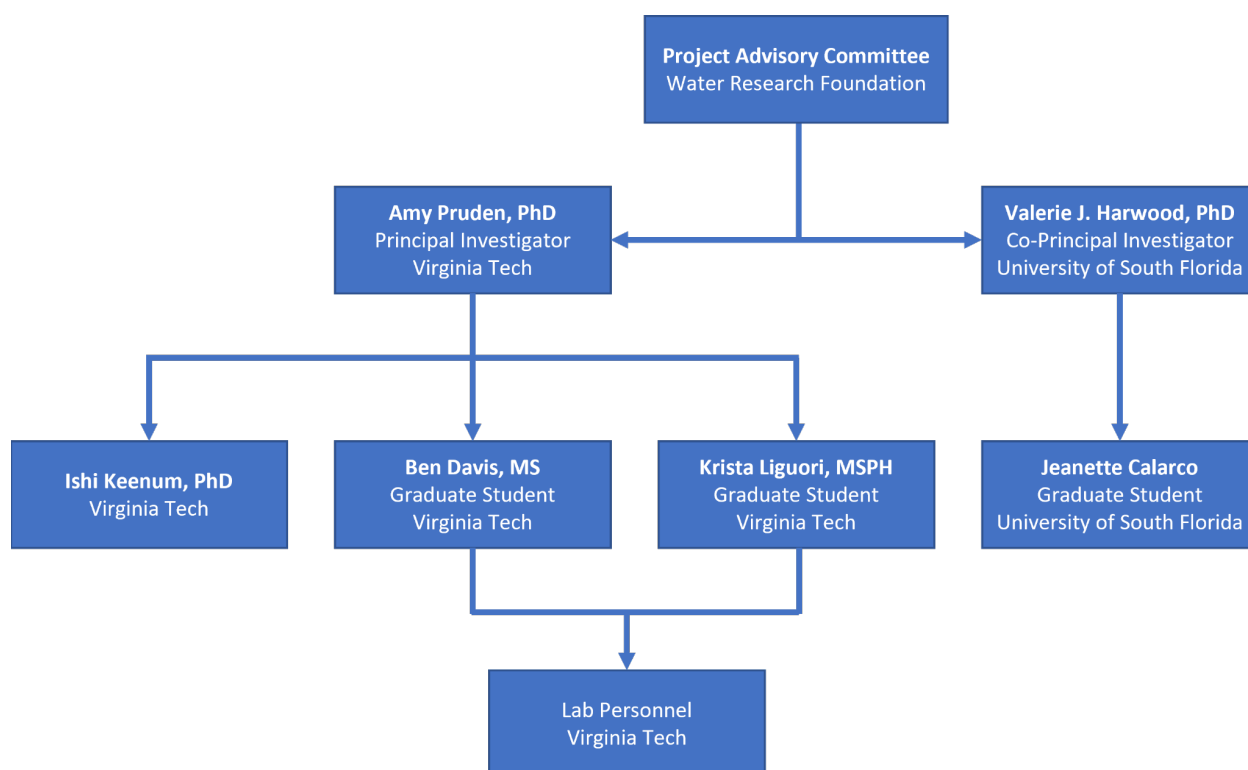 Project Advisory Committee
Water Research Foundation
Amy Pruden, PhD
Principal Investigator
Virginia Tech
Valerie J. Harwood, PhD
Co-Principal Investigator
University of South Florida
Ishi Keenum, PhD
Virginia Tech
Ben Davis, MS
Graduate Student
Virginia Tech
Krista Liguori, MSPH
Graduate Student
Virginia Tech
Jeanette Calarco
Graduate Student
University of South Florida
Lab Personnel
Virginia Tech